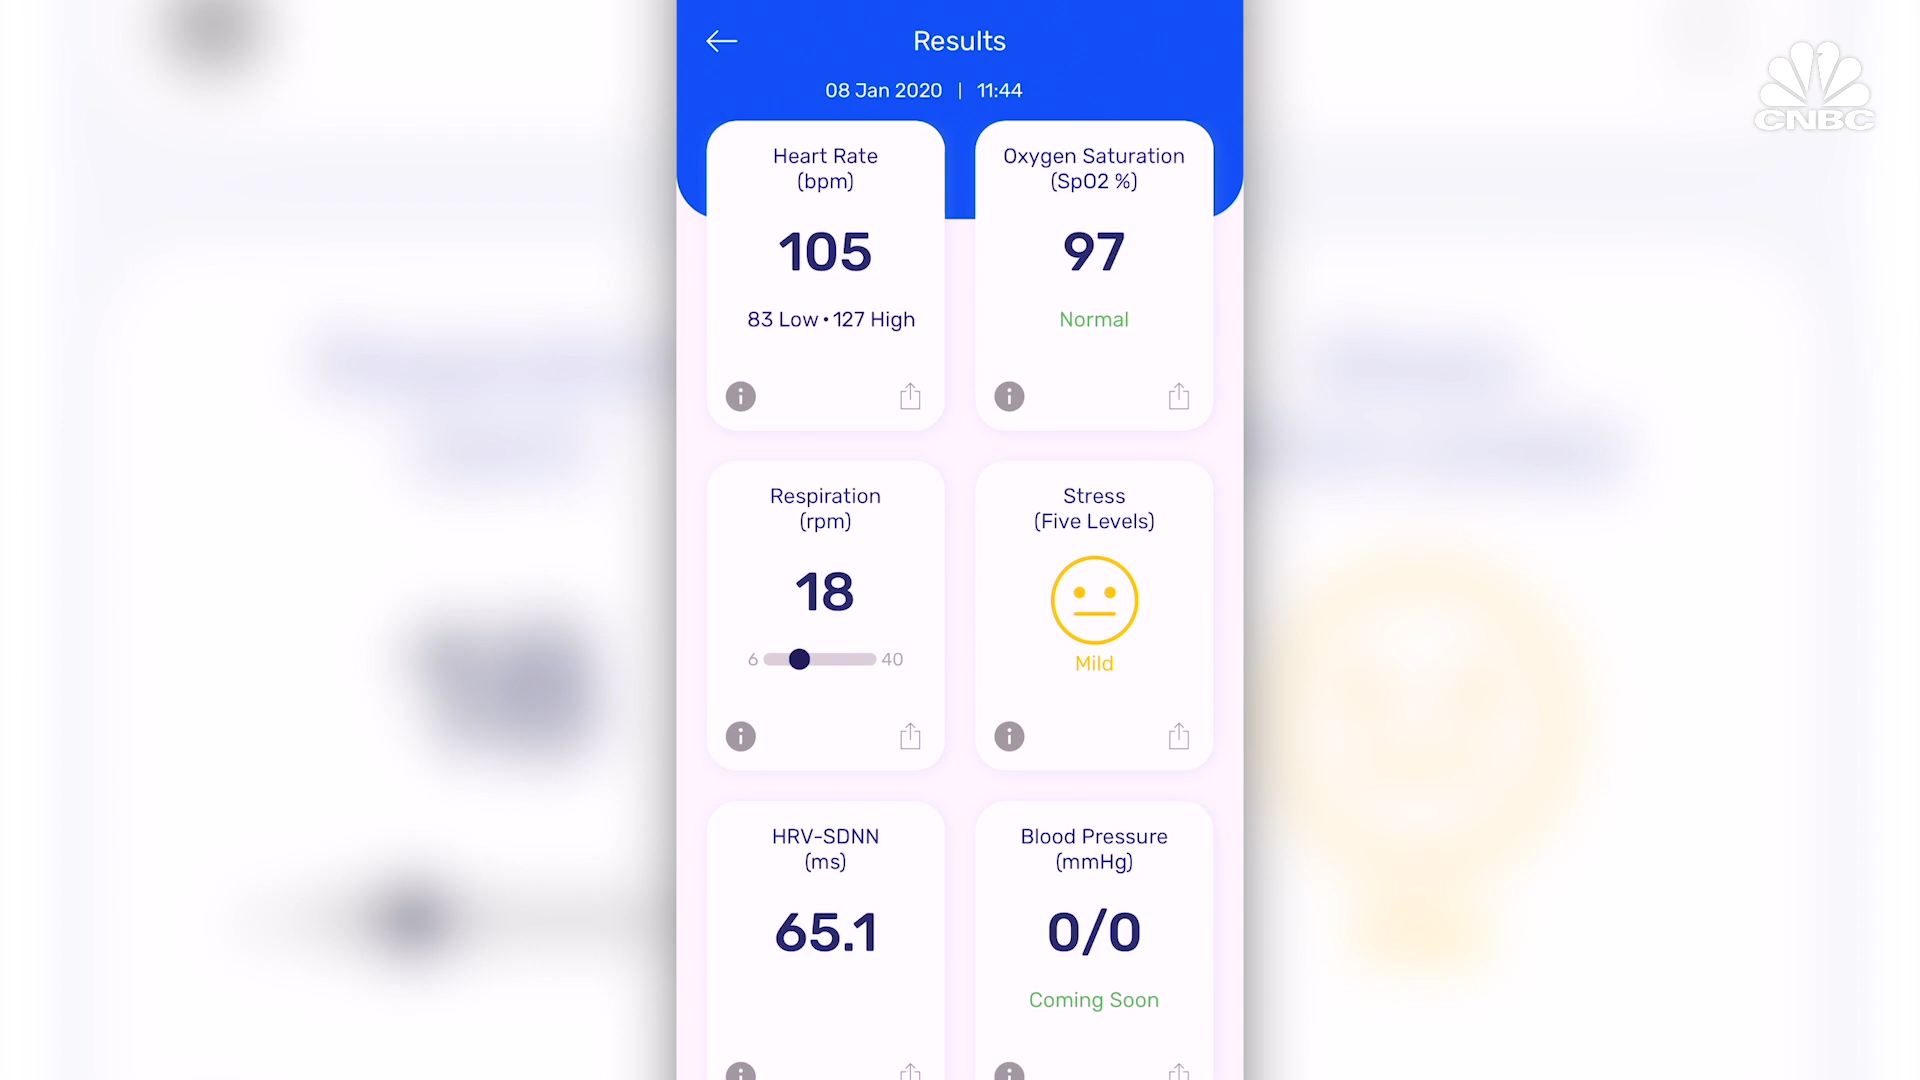 Results
08 Jan 2020 | 11:44
CNBC
Heart Rate
(bpm)
105
83 Low • 127 High
Oxygen Saturation
(SpO2 %)
97
Normal
Respiration
(rpm)
18
6 40
Stress
(Five Levels)
Mild
HRV-SDNN
(ms)
65.1
Blood Pressure
(mmHg)
0/0
Coming Soon